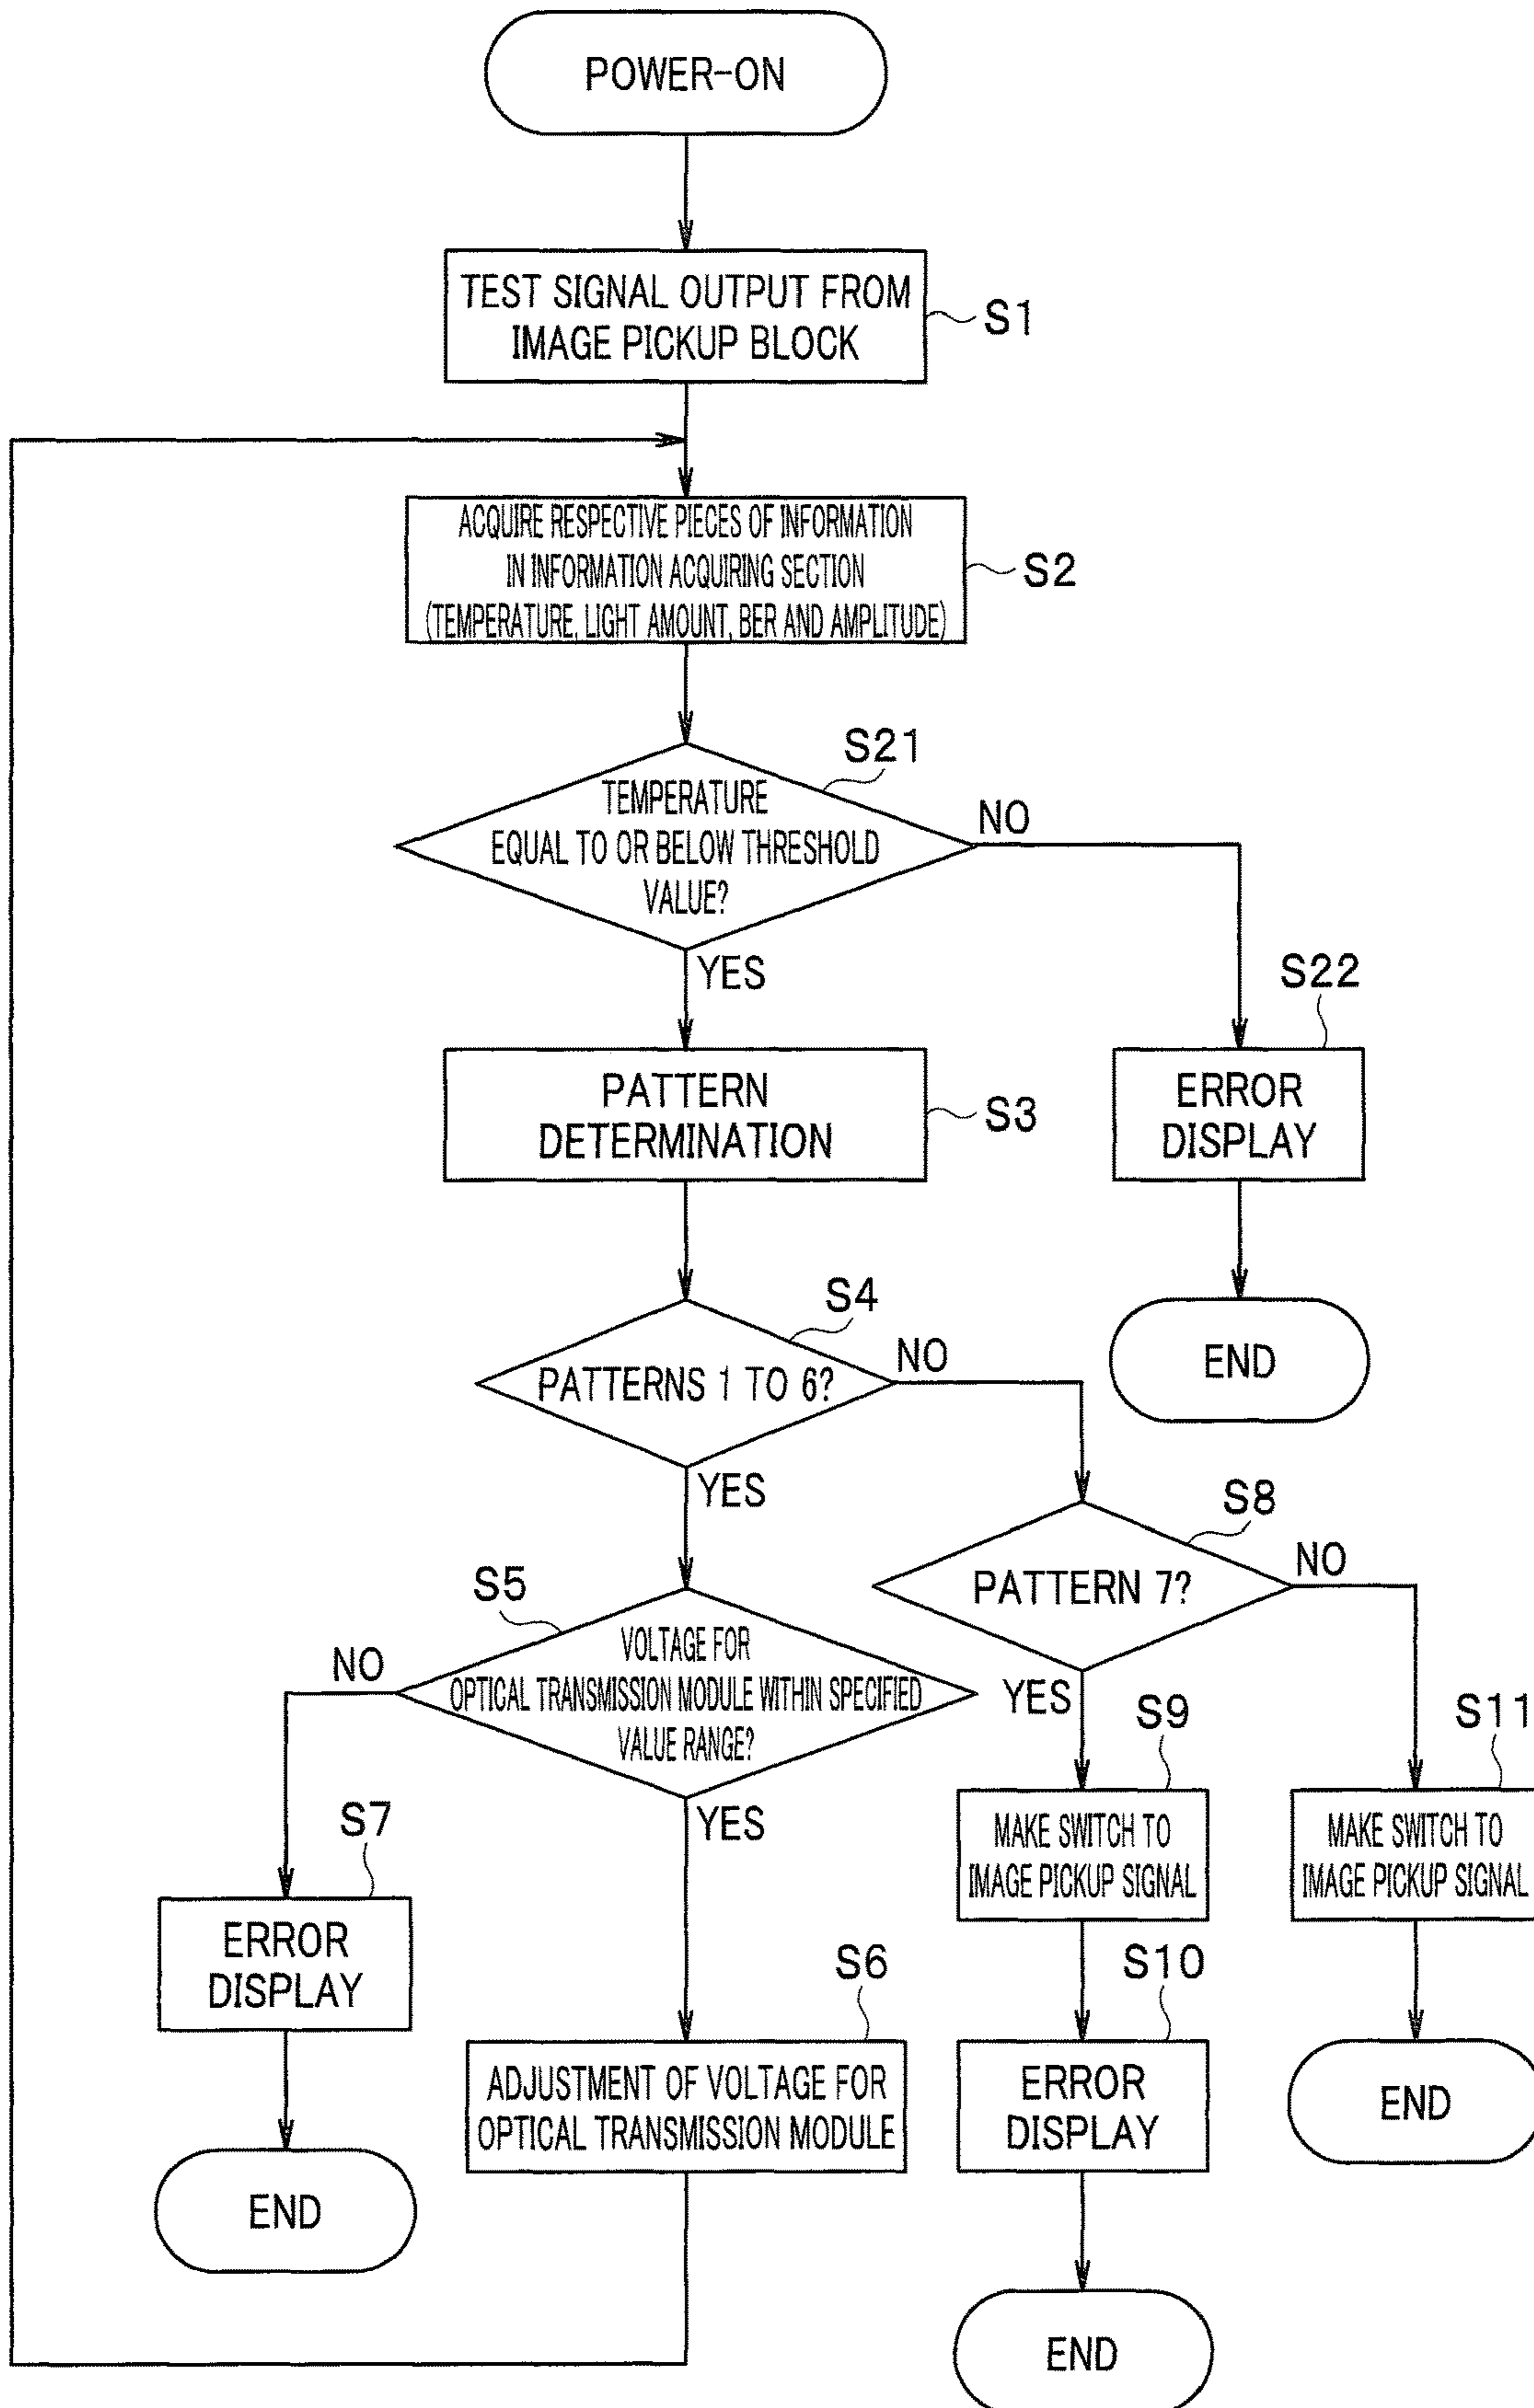 POWER-ON
TEST SIGNAL OUTPUT FROM
IMAGE PICKUP BLOCK
S1
ACQUIRE RESPECTIVE PIECES OF INFORMATION
IN INFORMATION ACQUIRING SECTION
(TEMPERATURE, LIGHT AMOUNT, BER AND AMPLITUDE)
S2
S21
TEMPERATURE
EQUAL TO OR BELOW THRESHOLD
VALUE?
NO
YES
S22
ERROR
DISPLAY
END
PATTERN
DETERMINATION
S3
S4
PATTERNS 1 TO 6?
NO
YES
S8
PATTERN 7?
NO
YES
S5
VOLTAGE FOR
OPTICAL TRANSMISSION MODULE WITHIN SPECIFIED
VALUE RANGE?
NO
YES
S9
MAKE SWITCH TO
IMAGE PICKUP SIGNAL
S11
MAKE SWITCH TO
IMAGE PICKUP SIGNAL
S7
ERROR
DISPLAY
END
S6
ADJUSTMENT OF VOLTAGE FOR
OPTICAL TRANSMISSION MODULE
S10
ERROR
DISPLAY
END
END